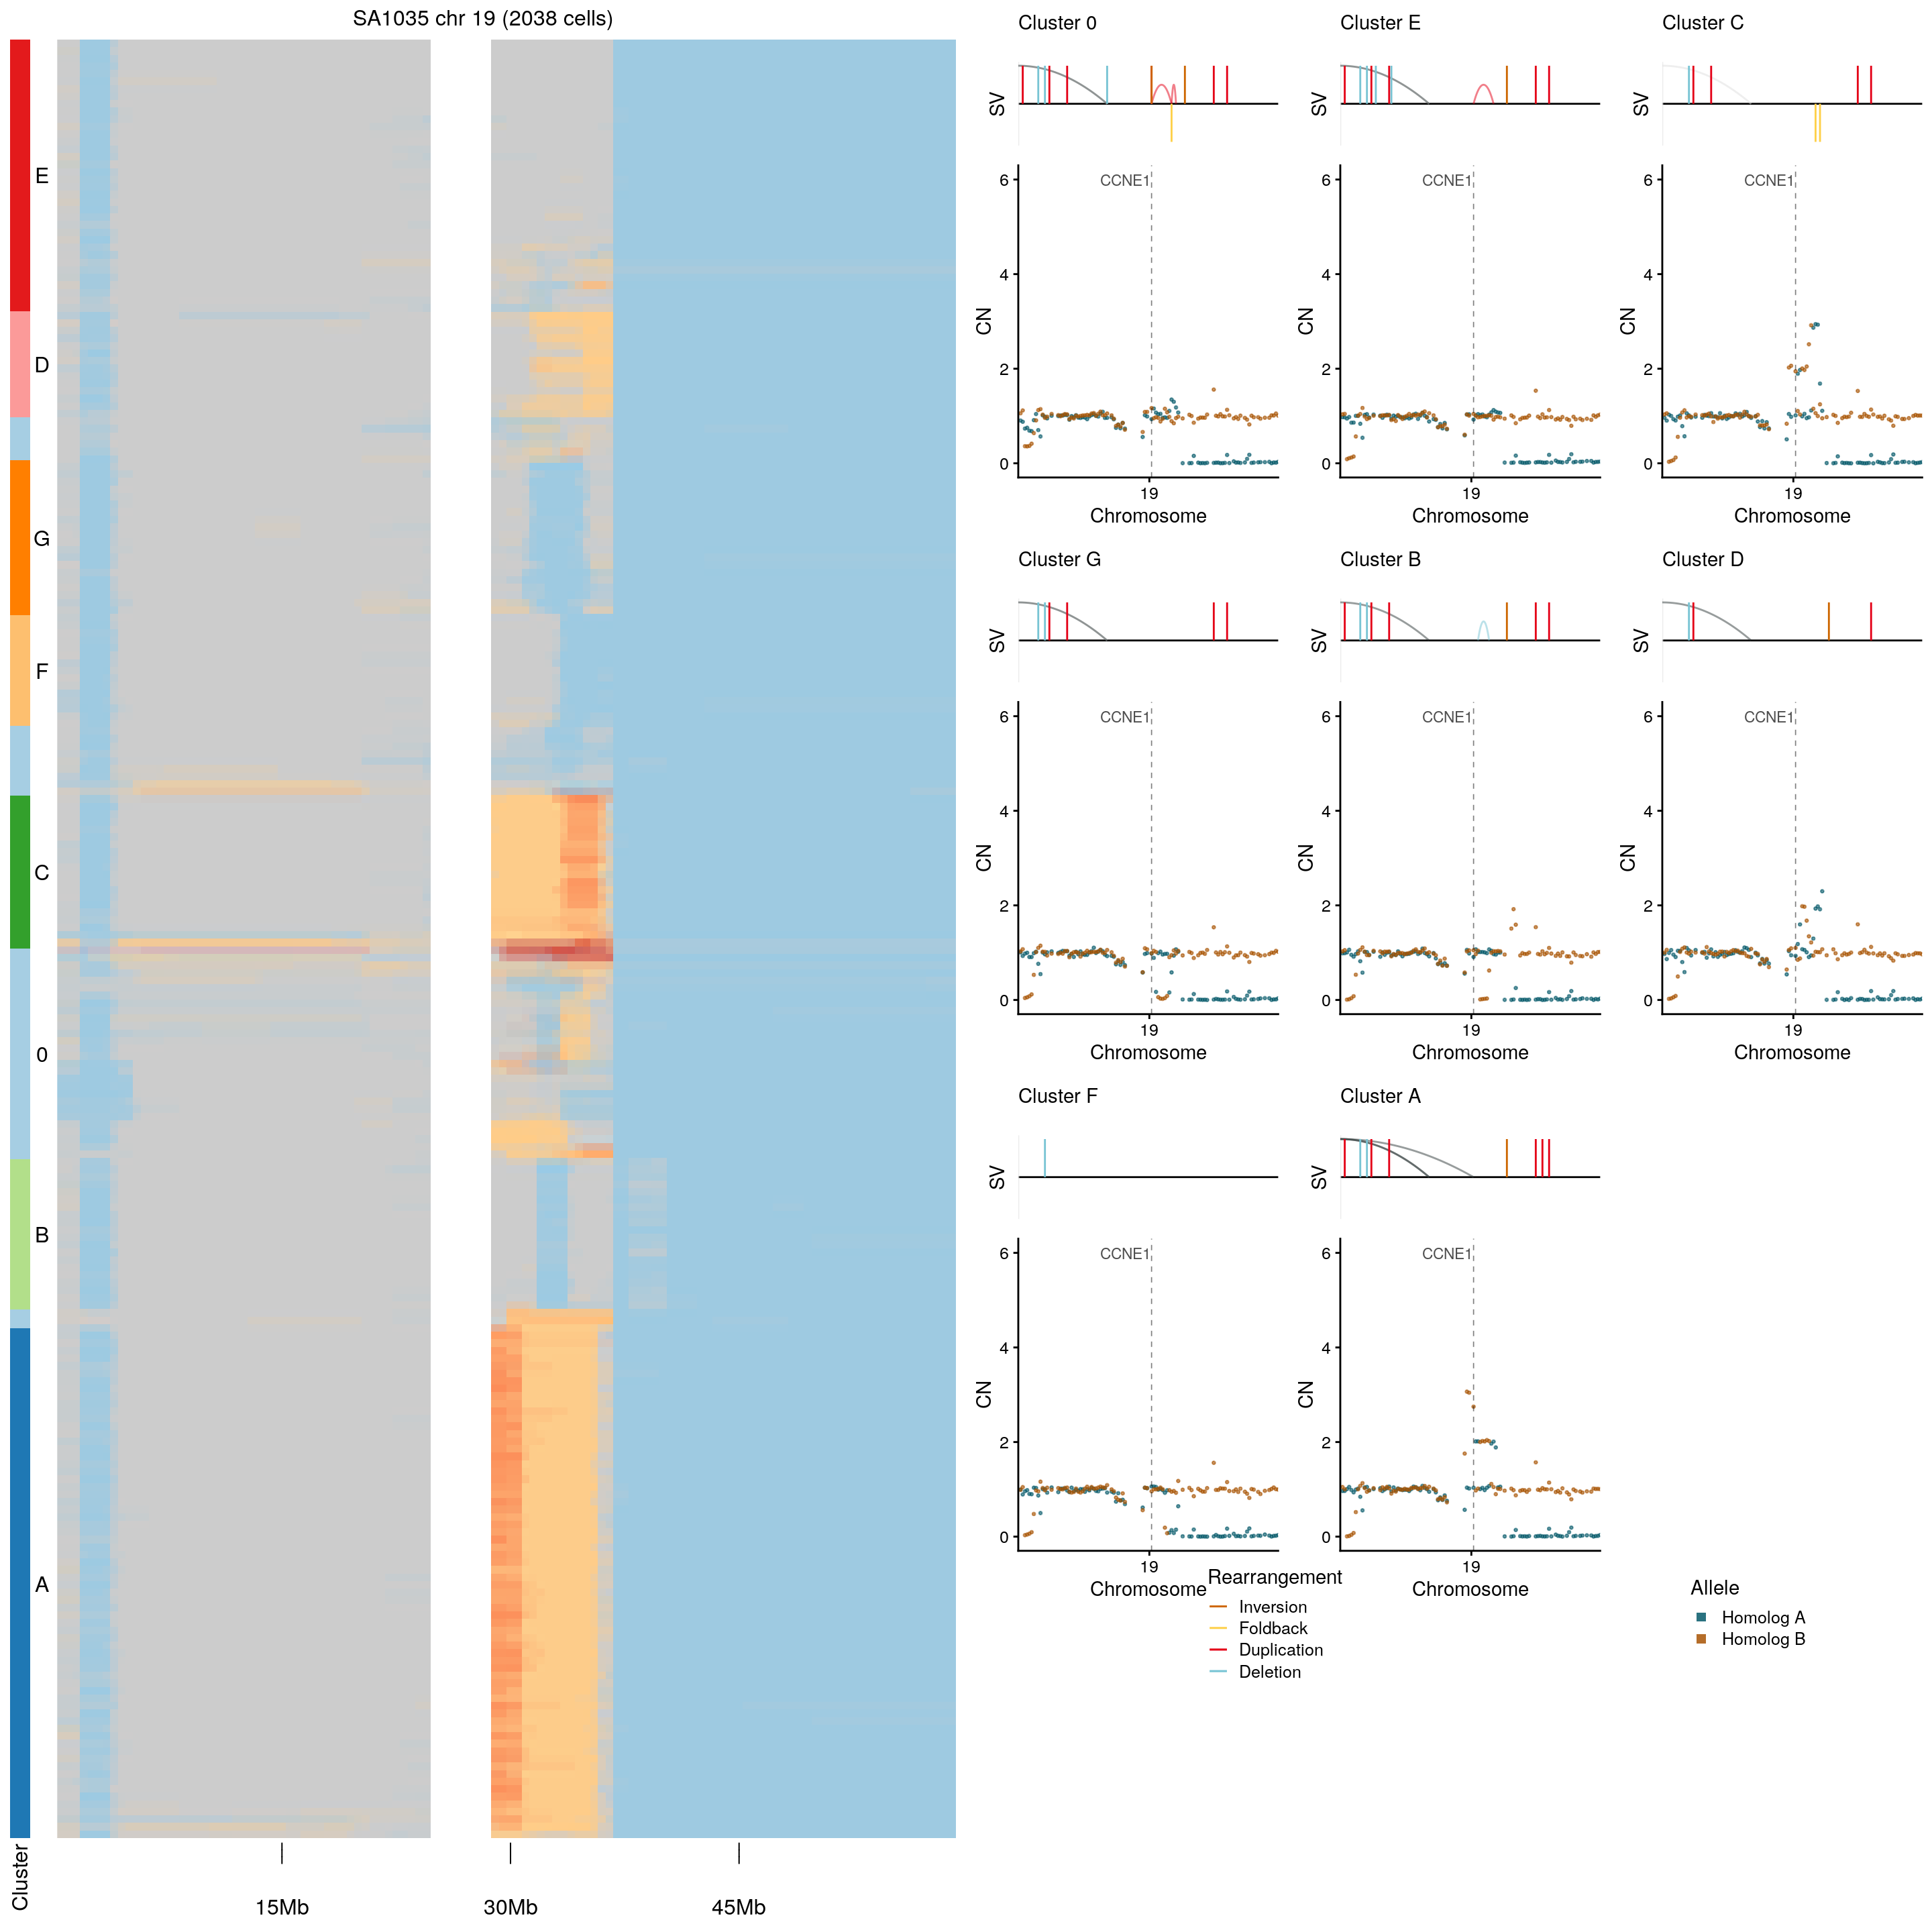 SA1035 chr 19 (2038 cells)
E
D
G
F
C
0
B
A
Cluster
15Mb
30Mb
45Mb
Cluster 0
SV
CCNE1
6
4
2
0
CN
19
Chromosome
Cluster E
SV
CCNE1
6
4
2
0
CN
19
Chromosome
Cluster C
SV
CCNE1
6
4
2
0
CN
19
Chromosome
Cluster G
SV
CCNE1
6
4
2
0
CN
19
Chromosome
Cluster B
SV
CCNE1
6
4
2
0
CN
19
Chromosome
Cluster D
SV
CCNE1
6
4
2
0
CN
19
Chromosome
Cluster F
SV
CCNE1
6
4
2
0
CN
19
Chromosome
Cluster A
SV
CCNE1
6
4
2
0
CN
19
Chromosome
Rearrangement
Inversion
Foldback
Duplication
Deletion
Allele
Homolog A
Homolog B